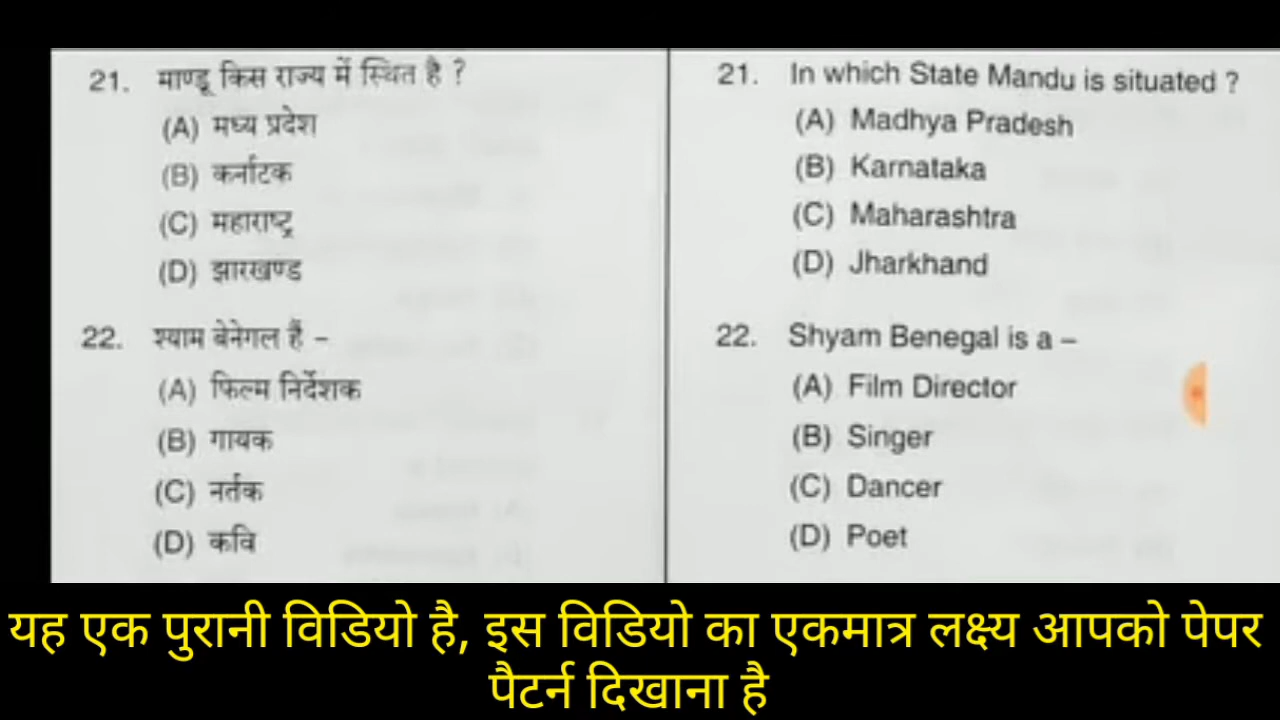 21. माण्डू किस राज्य में स्थित है ?
(A) मध्य प्रदेश
(B) कर्नाटक
(C) महाराष्ट्र
(D) झारखण्ड
22. श्याम बेनेगल हैं –
(A) फिल्म निर्देशक
(B) गायक
(C) नर्तक
(D) कवि
21. In which State Mandu is situated ?
(A) Madhya Pradesh
(B) Karnataka
(C) Maharashtra
(D) Jharkhand
22. Shyam Benegal is a –
(A) Film Director
(B) Singer
(C) Dancer
(D) Poet
यह एक पुरानी विडियो है, इस विडियो का एकमात्र लक्ष्य आपको पेपर
पैटर्न दिखाना है